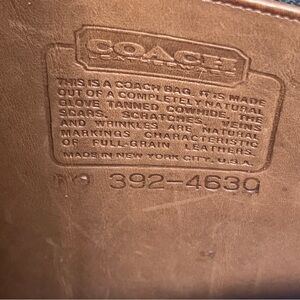 COACH
THIS IS A COACH BAG. IT IS MADE
OUT OF A COMPLETELY NATURAL
GLOVE TANNED COWHIDE, THE
SCARS, SCRATCHES, VEINS
AND WRINKLES ARE NATURAL
MARKINGS CHARACTERISTIC
OF FULL-GRAIN LEATHERS.
MADE IN NEW YORK CITY, U.S.A.
392-4639